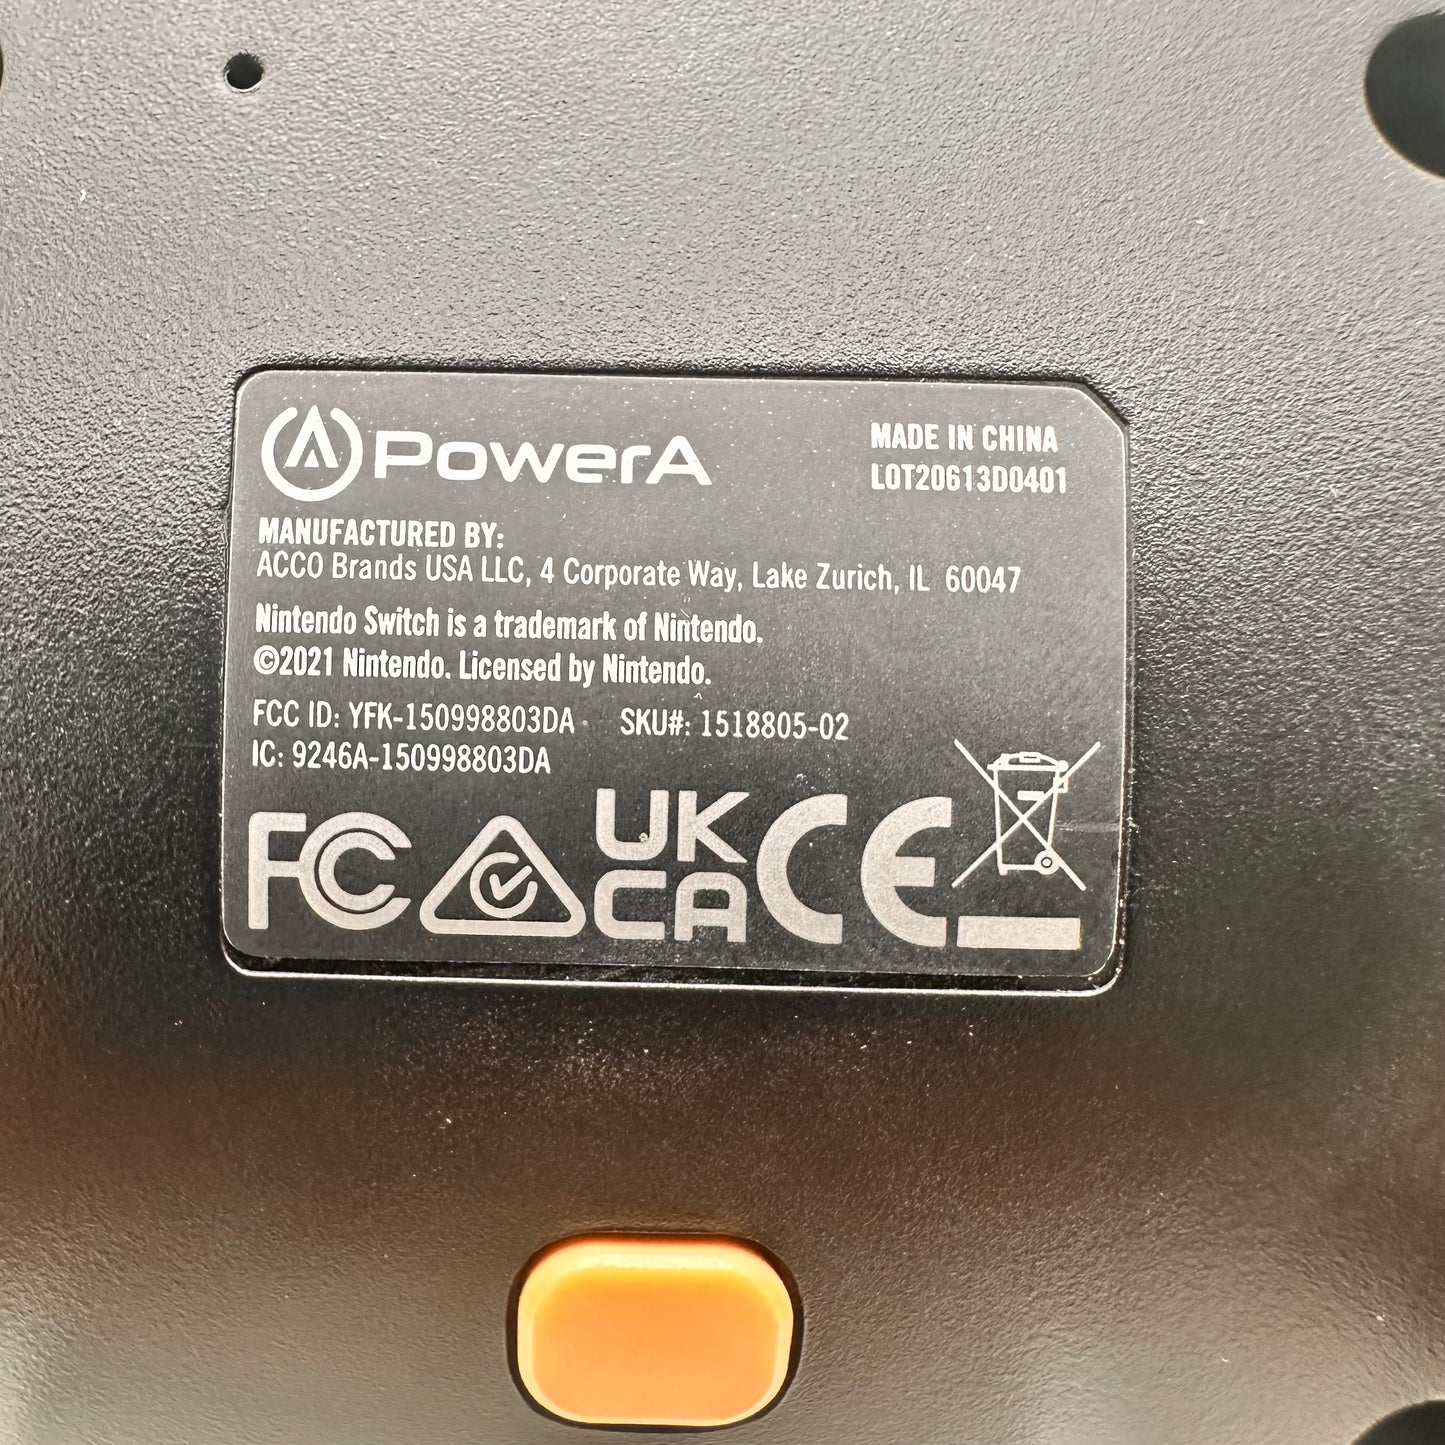 PowerA
MADE IN CHINA
LOT20613D0401
MANUFACTURED BY:
ACCO Brands USA LLC, 4 Corporate Way, Lake Zurich, IL 60047
Nintendo Switch is a trademark of Nintendo.
©2021 Nintendo. Licensed by Nintendo.
FCC ID: YFK-150998803DA SKU#: 1518805-02
IC: 9246A-150998803DA
FC UK CE
CA